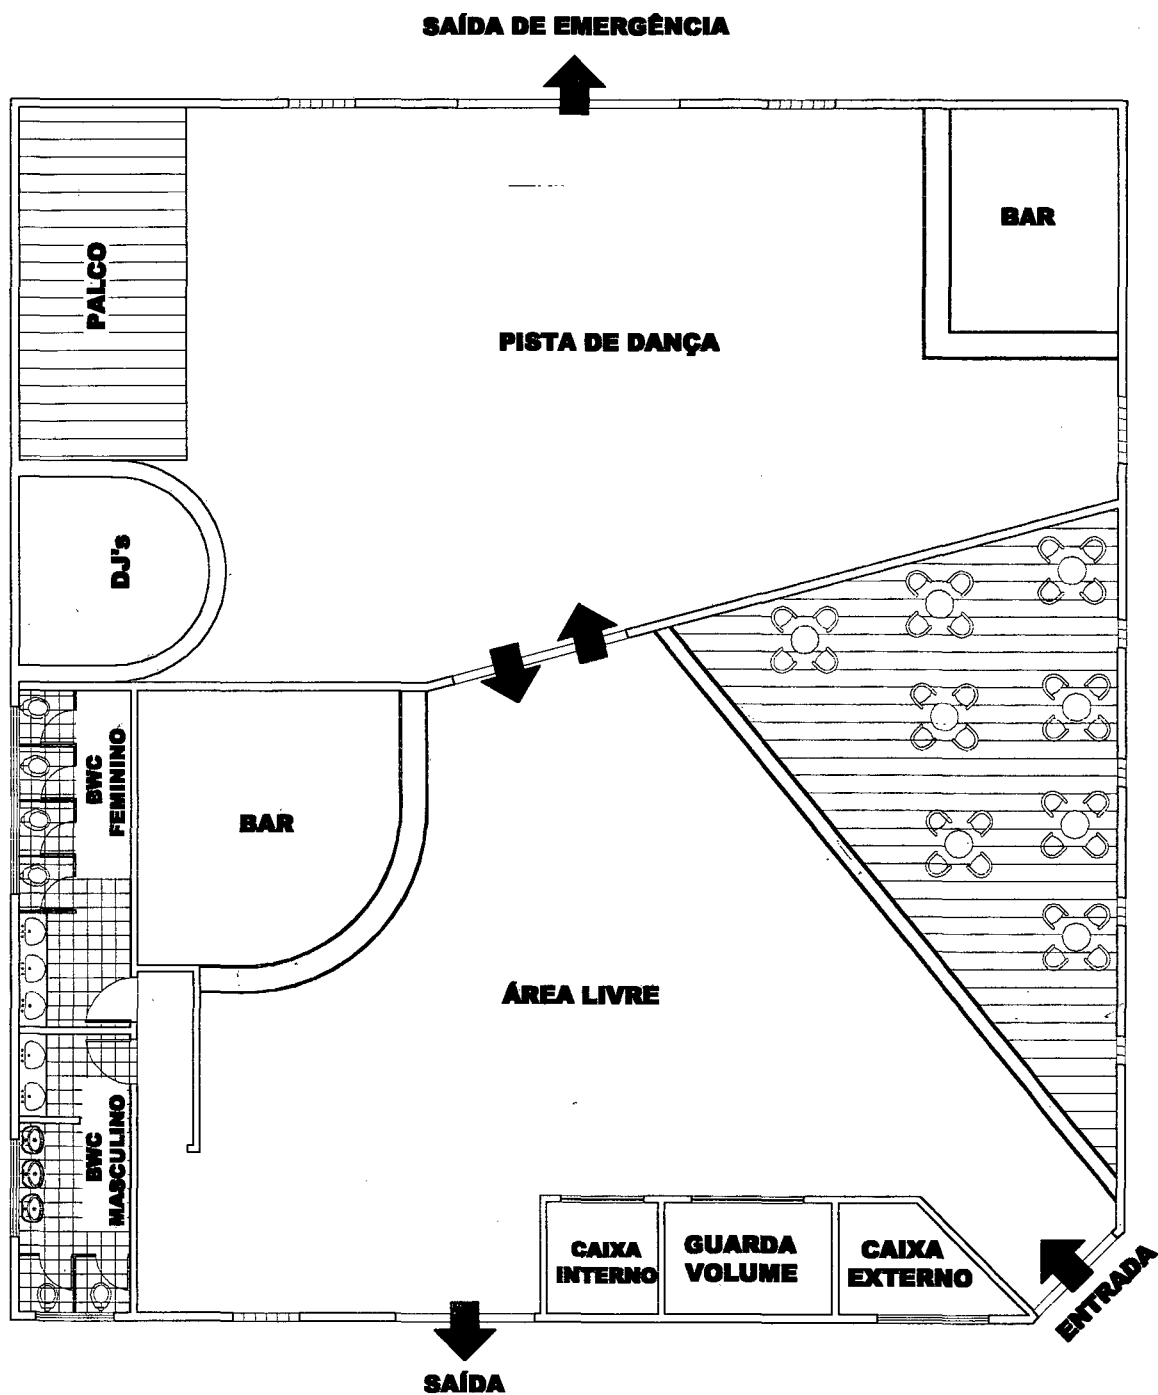 SAÍDA DE EMERGÊNCIA
BAR
PALCO
PISTA DE DANÇA
DJ's
BWC
FEMININO
BAR
ÁREA LIVRE
BWC
MASCULINO
CAIXA
INTERNO
GUARDA
VOLUME
CAIXA
EXTERNO
ENTRADA
SAÍDA